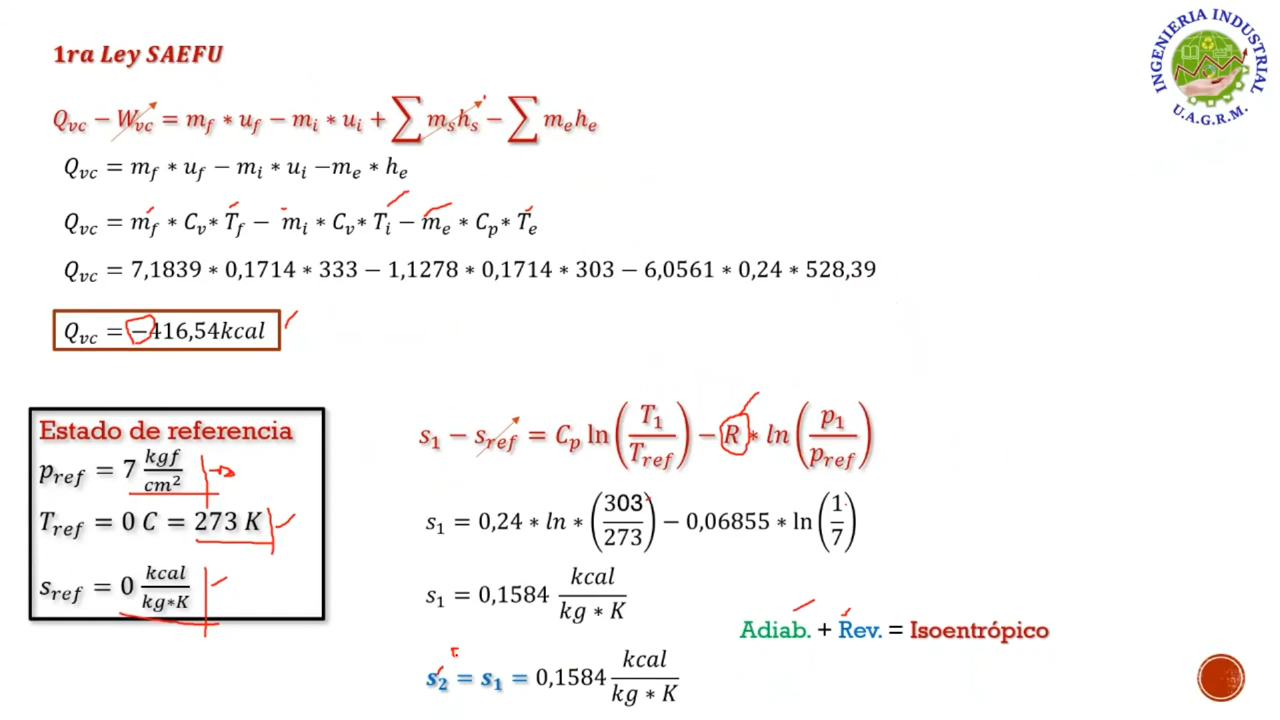 1ra Ley SAEFU
INGENIERIA INDUSTRIAL
U.A.G.R.M.
Q_vc − W_vc = m_f * u_f − m_i * u_i + ∑ m_s h_s − ∑ m_e h_e
Q_vc = m_f * u_f − m_i * u_i −m_e * h_e
Q_vc = m_f * C_v * T_f − m_i * C_v * T_i − m_e * C_p * T_e
Q_vc = 7,1839 * 0,1714 * 333 − 1,1278 * 0,1714 * 303 − 6,0561 * 0,24 * 528,39
Q_vc = −416,54kcal
Estado de referencia
p_ref = 7 kgf/cm²
T_ref = 0 C = 273 K
s_ref = 0 kcal/kg*K
s_1 − s_ref = C_p ln(T_1/T_ref) − R * ln(p_1/p_ref)
s_1 = 0,24 * ln * (303/273) − 0,06855 * ln(1/7)
s_1 = 0,1584 kcal/kg * K
Adiab. + Rev. = Isoentrópico
s_2 = s_1 = 0,1584 kcal/kg * K